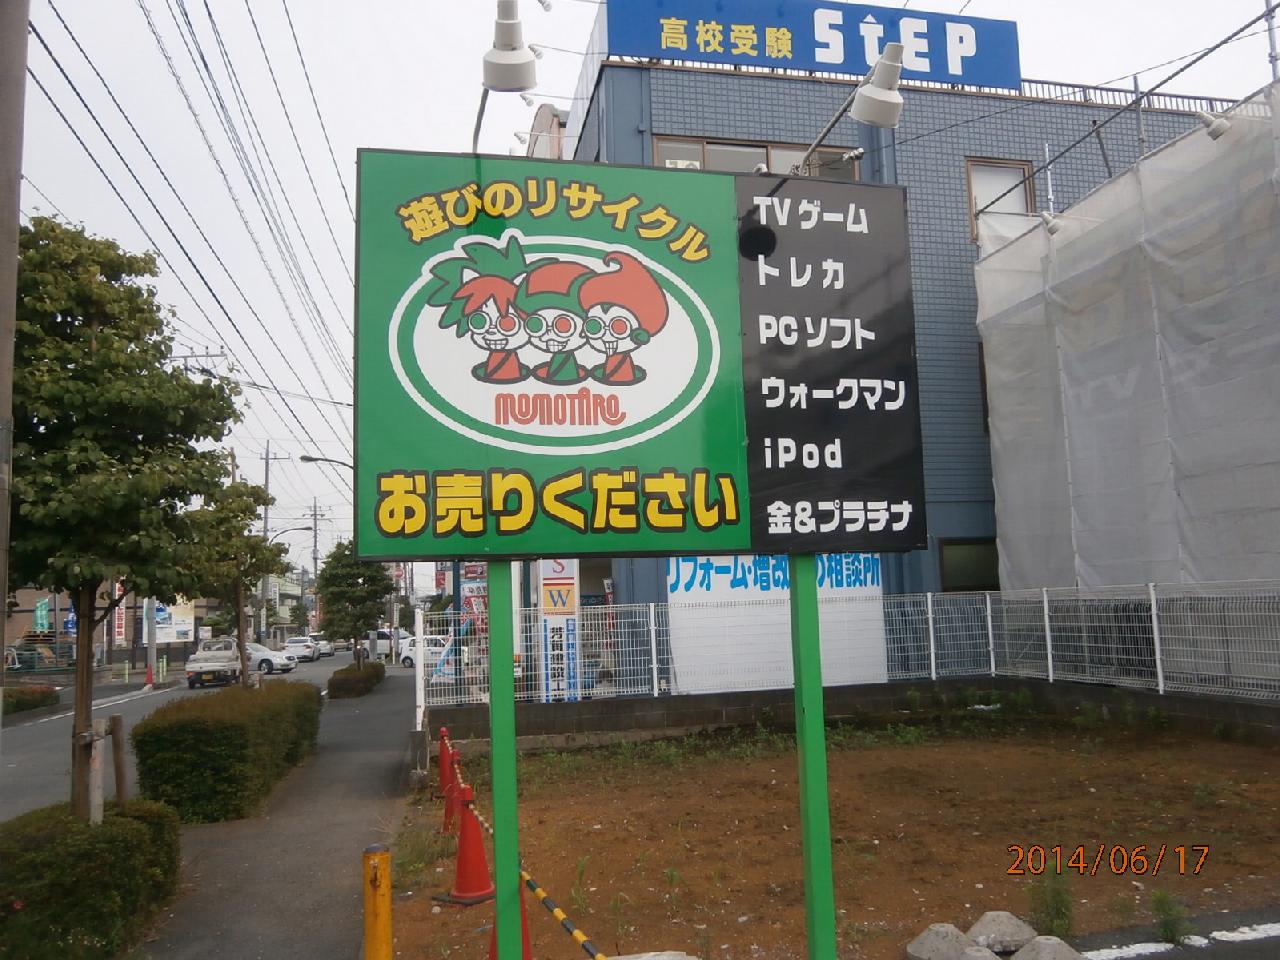 高校受験 STEP
遊びのリサイクル
MOMOTARO
お売りください
TVゲーム
トレカ
PCソフト
ウォークマン
iPod
金&プラチナ
リフォーム・増改
相談所
S
W
2014/06/17